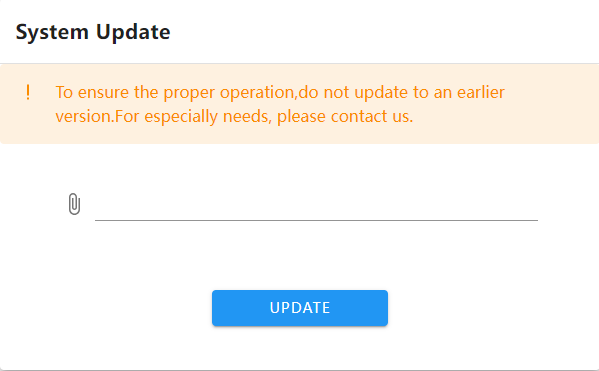 System Update
! To ensure the proper operation,do not update to an earlier
version.For especially needs, please contact us.
UPDATE